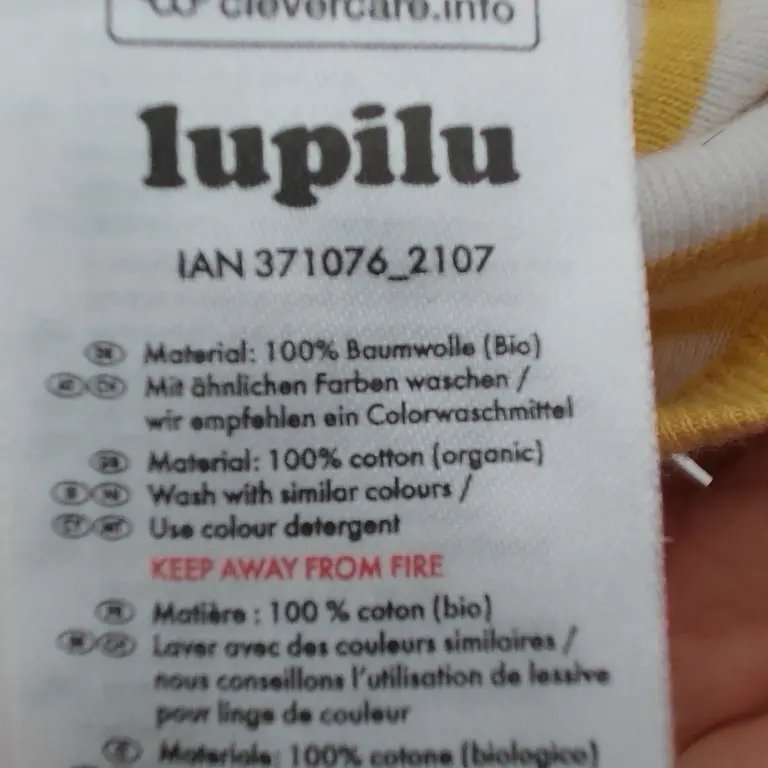 clevercare.info
lupilu
IAN 371076_2107
Material: 100% Baumwolle (Bio)
Mit ähnlichen Farben waschen /
wir empfehlen ein Colorwaschmittel
Material: 100% cotton (organic)
Wash with similar colours /
Use colour detergent
KEEP AWAY FROM FIRE
Matière : 100 % coton (bio)
Laver avec des couleurs similaires /
nous conseillons l'utilisation de lessive
pour linge de couleur
Materiale: 100% cotone (biologico)